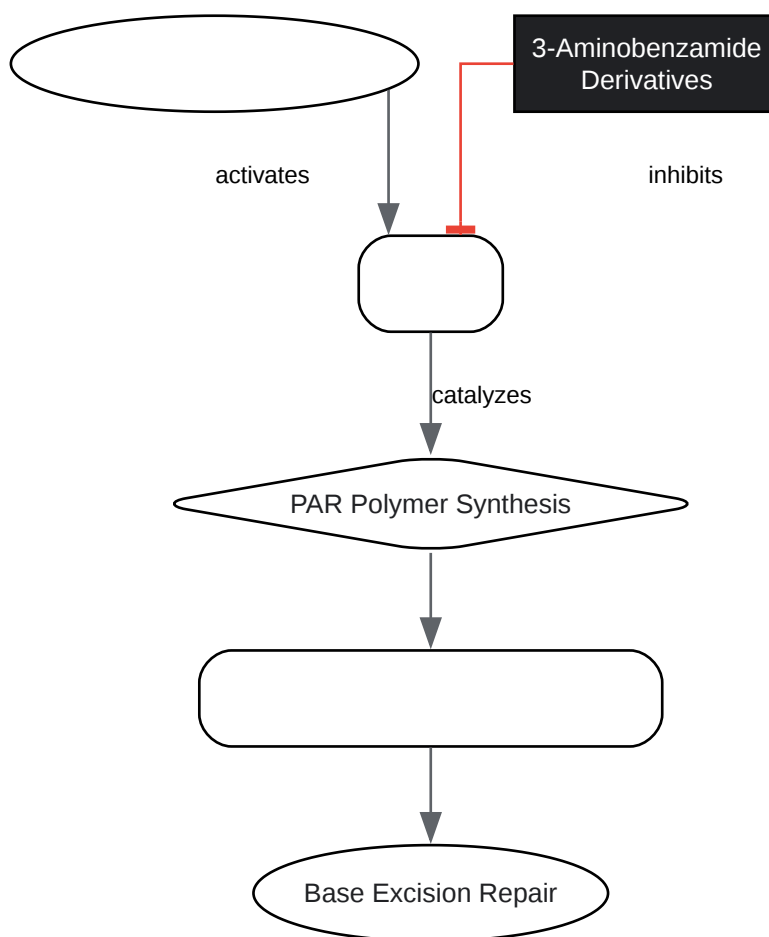 3-Aminobenzamide
Derivatives
activates
inhibits
catalyzes
PAR Polymer Synthesis
Base Excision Repair